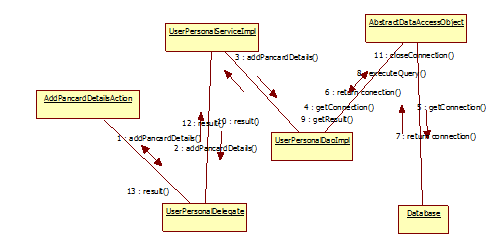 AbstractDataAccessObject
UserPersonalServiceImpl
3 : addPancardDetails()
11 : closeConnection()
8 : executeQuery()
6 : return conection()
AddPancardDetailsAction
4 : getConnection()
5 : getConnection()
9 : getResult()
12 : result()
10 : result()
1 : addPancardDetails()
7 : return connection()
UserPersonalDaoImpl
2 : addPancardDetails()
13 : result()
UserPersonalDelegate
Database